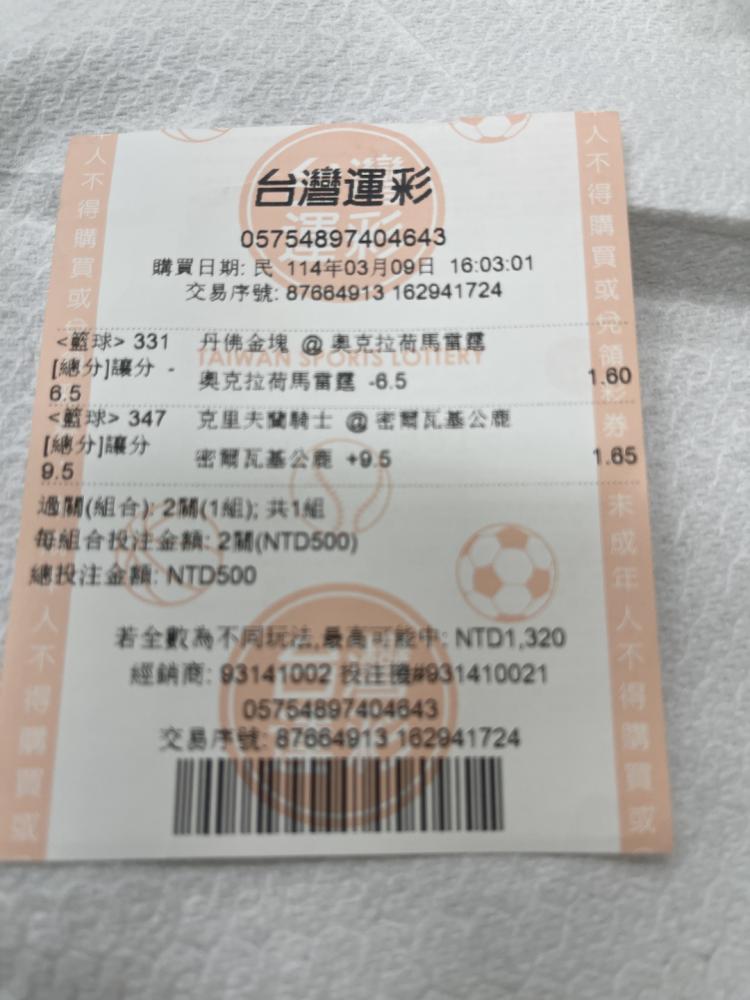 台灣運彩
05754897404643
購買日期: 民 114年03月09日 16:03:01
交易序號: 87664913 162941724
TAIWAN SPORTS LOTTERY
<籃球> 331 丹佛金塊 @ 奧克拉荷馬雷霆
[總分]讓分 -6.5 奧克拉荷馬雷霆 -6.5 1.60
<籃球> 347 克里夫蘭騎士 @ 密爾瓦基公鹿
[總分]讓分 9.5 密爾瓦基公鹿 +9.5 1.65
過關(組合): 2關(1組); 共1組
每組合投注金額: 2關(NTD500)
總投注金額: NTD500
若全數為不同玩法,最高可能中: NTD1,320
經銷商: 93141002 投注機#931410021
05754897404643
交易序號: 87664913 162941724
人不得購買或兌領彩券 未成年人不得購買或
人不得購買或
人不得購買或